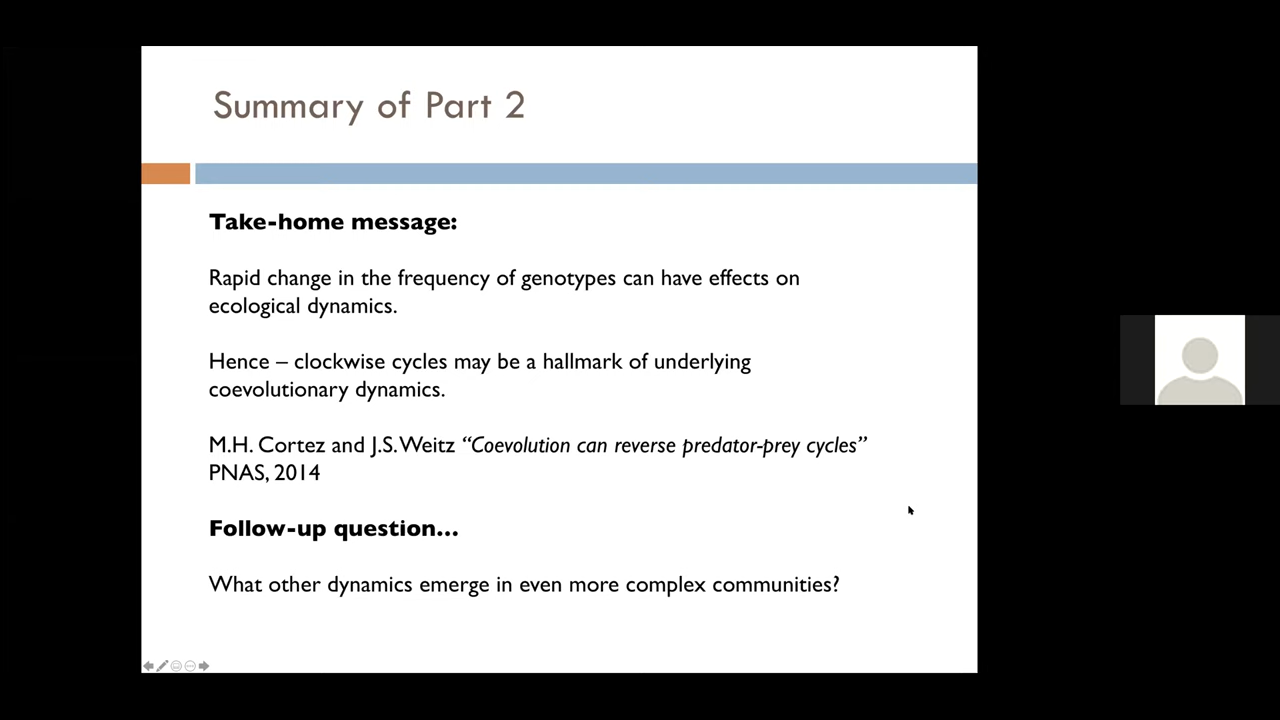 Summary of Part 2
Take-home message:
Rapid change in the frequency of genotypes can have effects on
ecological dynamics.
Hence – clockwise cycles may be a hallmark of underlying
coevolutionary dynamics.
M.H. Cortez and J.S. Weitz “Coevolution can reverse predator-prey cycles”
PNAS, 2014
Follow-up question...
What other dynamics emerge in even more complex communities?